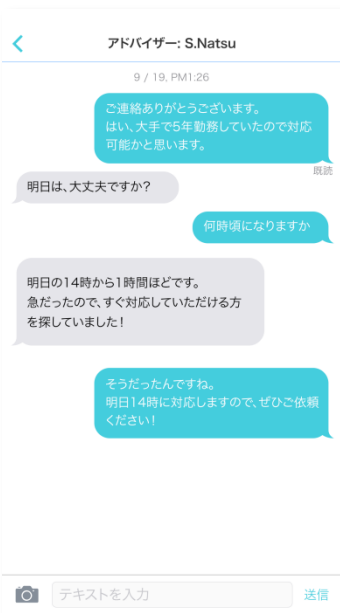 アドバイザー: S.Natsu
9 / 19, PM1:26
ご連絡ありがとうございます。
はい、大手で5年勤務していたので対応
可能かと思います。
既読
明日は、大丈夫ですか？
何時頃になりますか
明日の14時から1時間ほどです。
急だったので、すぐ対応していただける方
を探していました！
そうだったんですね。
明日14時に対応しますので、ぜひご依頼
ください！
テキストを入力
送信